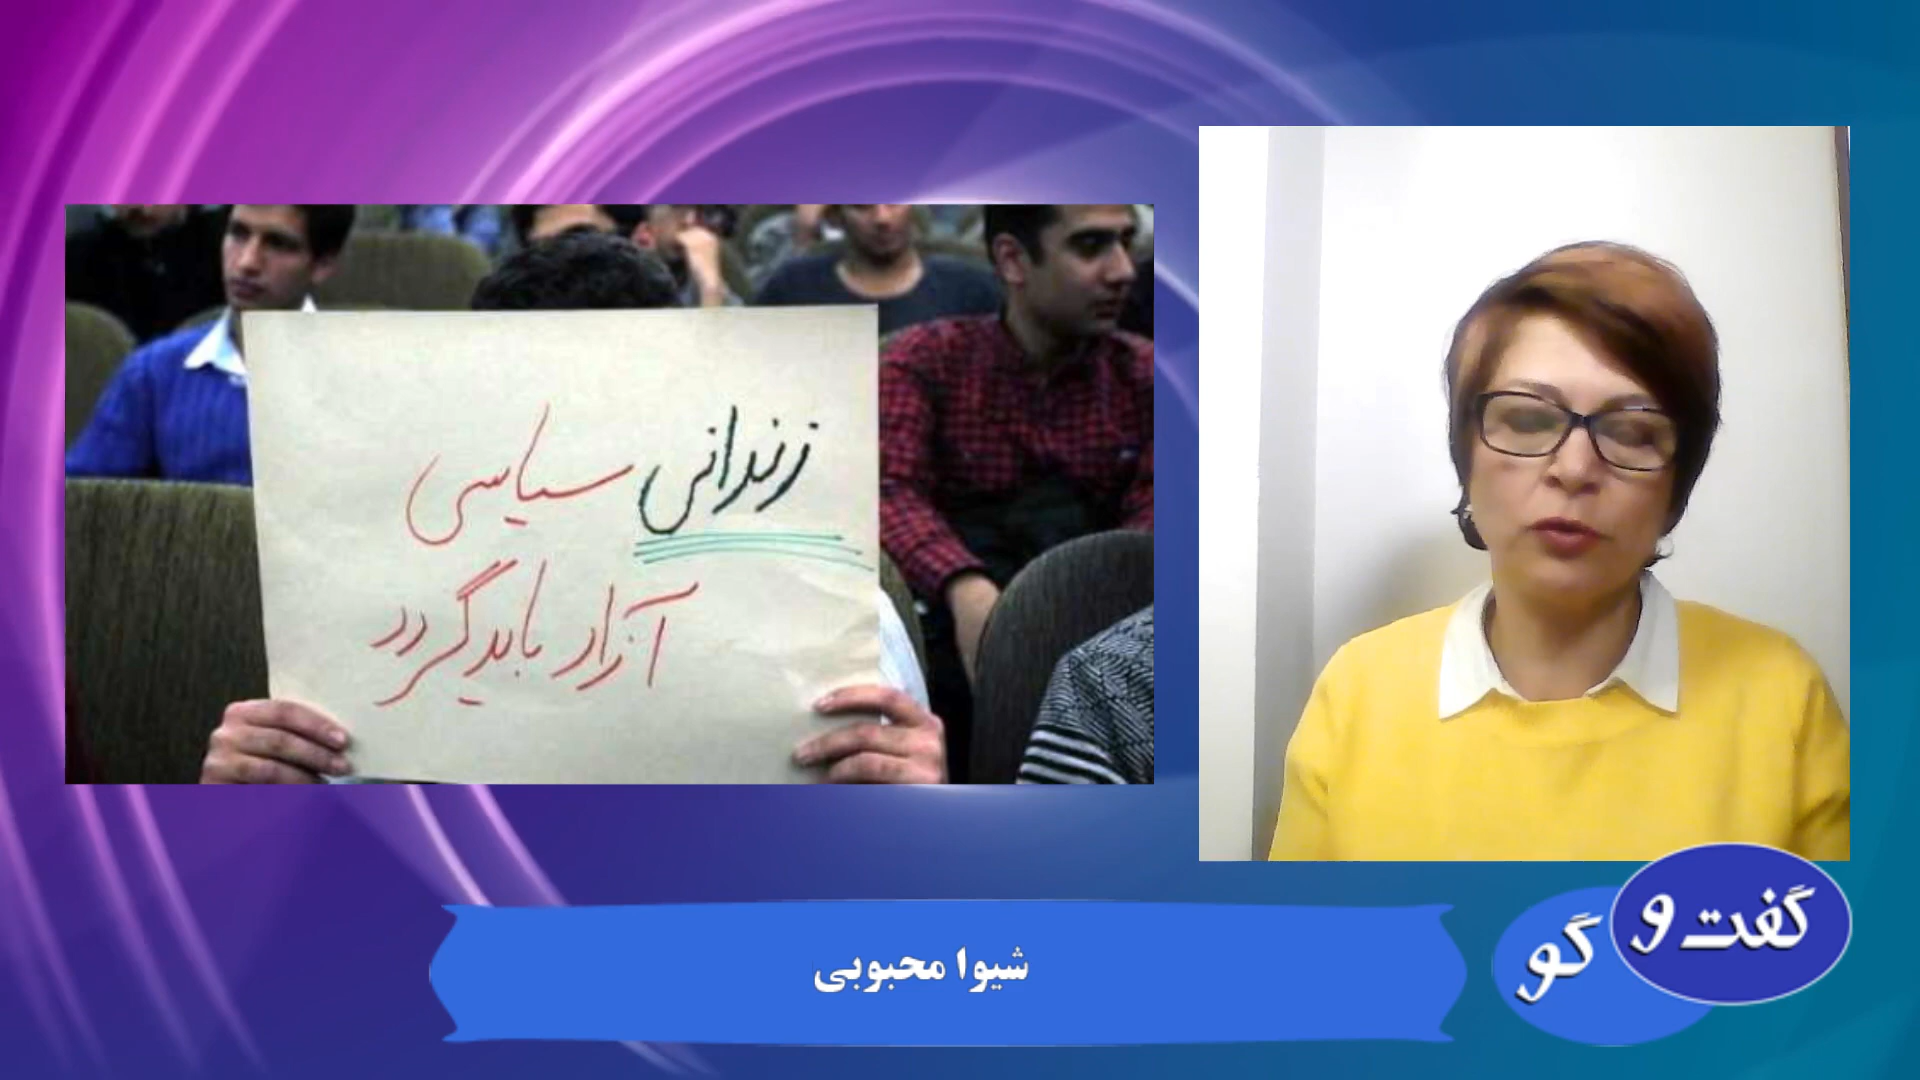 زندانی سیاسی
آزاد باید گردد
شیوا محبوبی
گفت و
گو